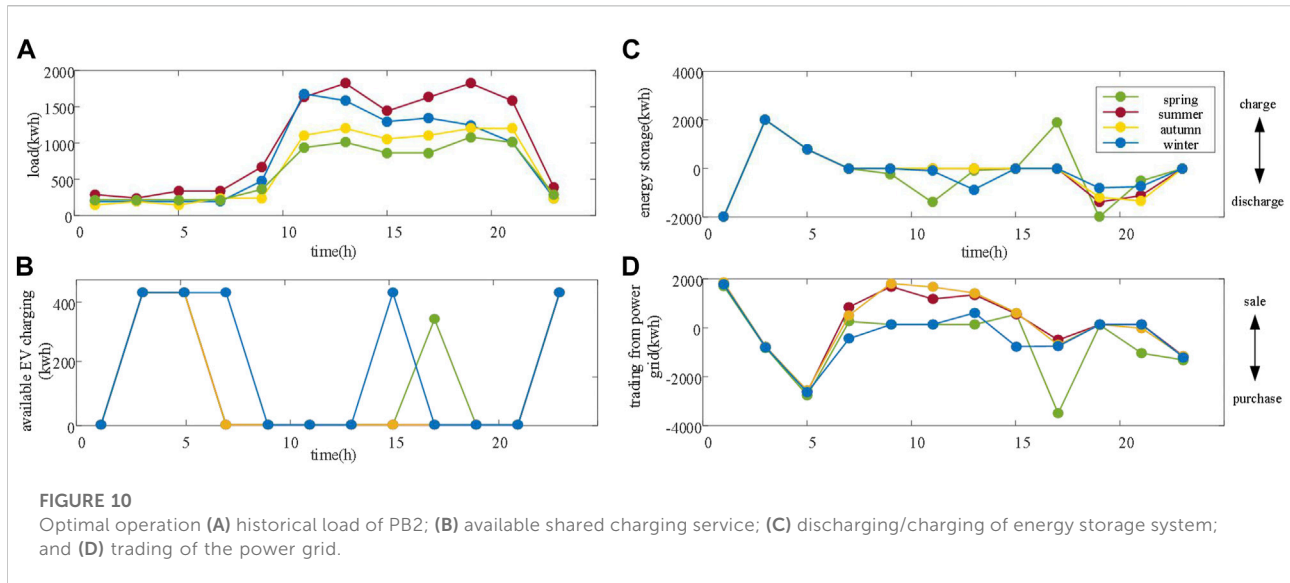 A
2000
1500
1000
500
0
load(kwh)
0 5 10 15 20
time(h)
B
400
200
0
available EV charging
(kwh)
0 5 10 15 20
time(h)
C
4000
2000
0
-2000
energy storage(kwh)
0 5 10 15 20
spring
summer
autumn
winter
charge
discharge
D
2000
0
-2000
-4000
trading from power
grid(kwh)
0 5 10 15 20
sale
purchase
FIGURE 10
Optimal operation (A) historical load of PB2; (B) available shared charging service; (C) discharging/charging of energy storage system;
and (D) trading of the power grid.